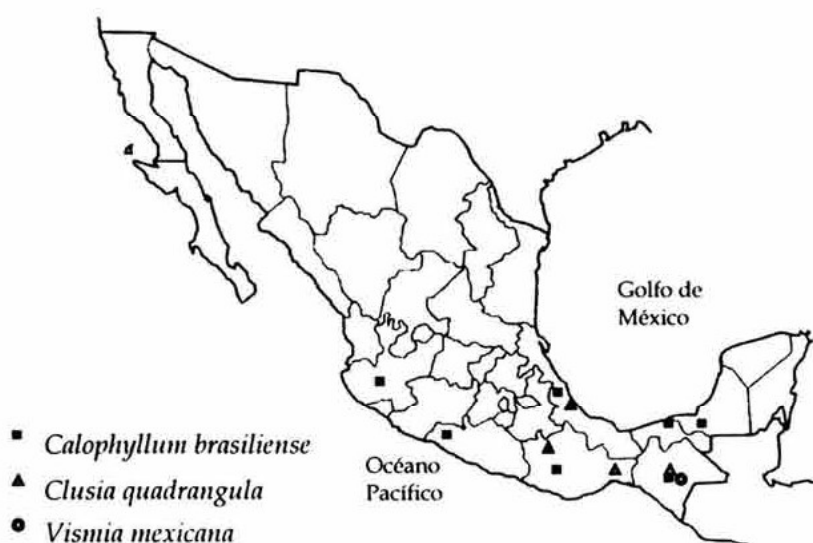 Golfo de
México
Océano
Pacífico
Calophyllum brasiliense
Clusia quadrangula
Vismia mexicana